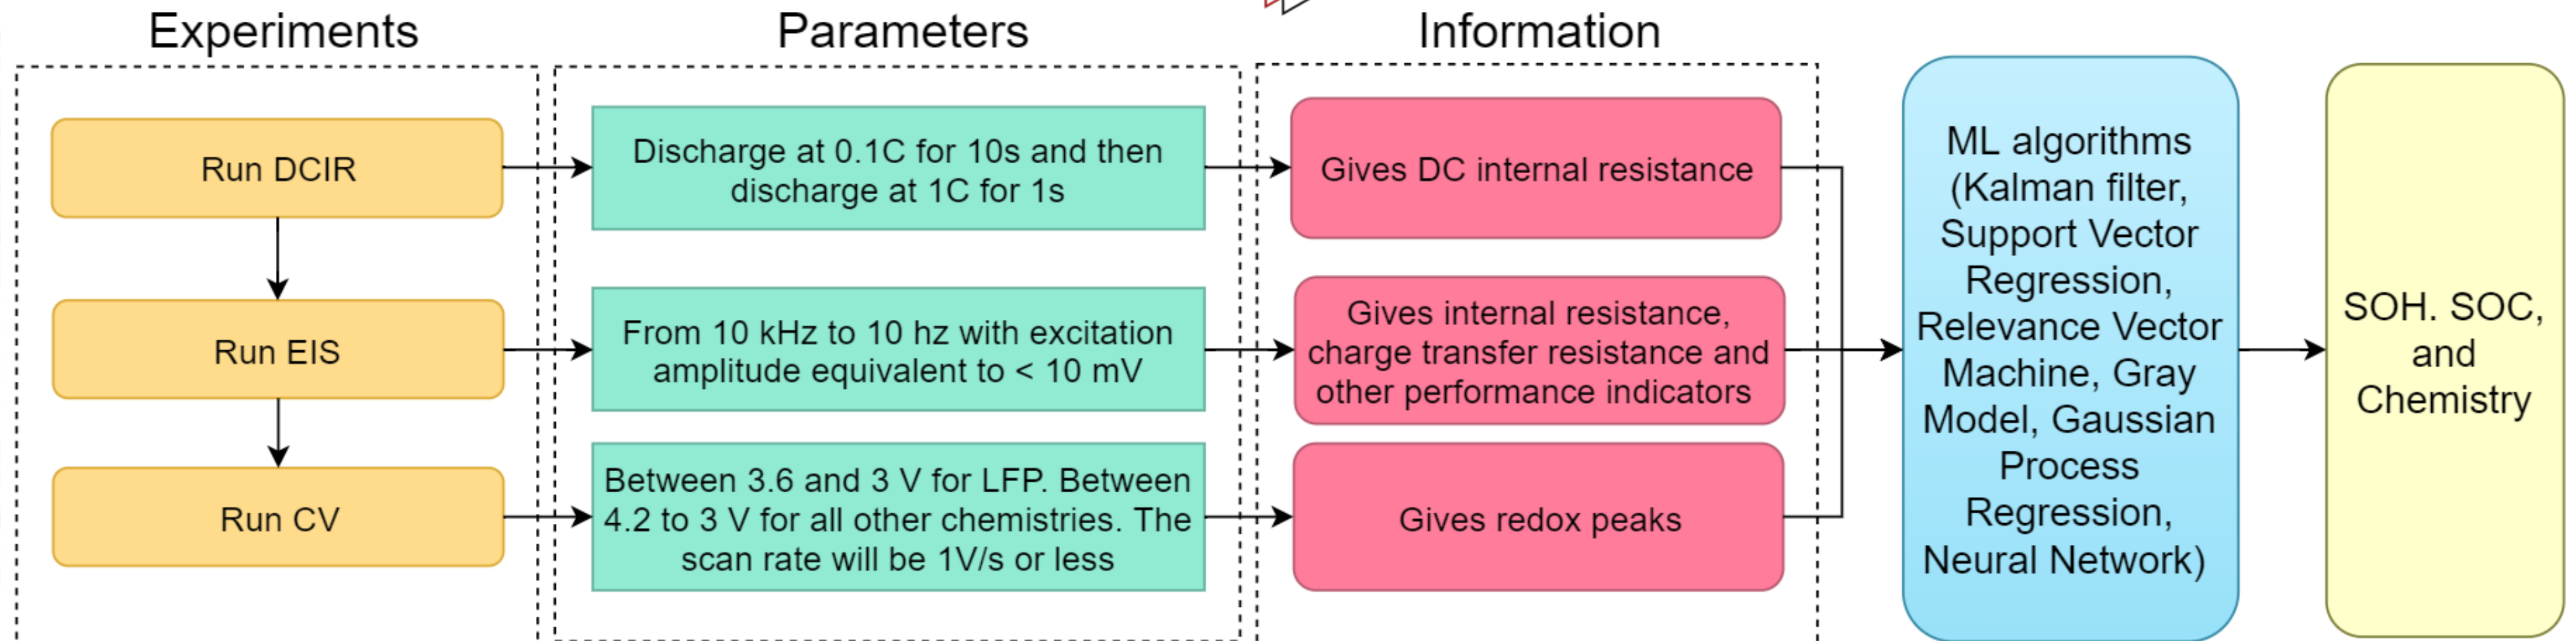 Experiments
Parameters
Information
Run DCIR
Discharge at 0.1C for 10s and then
discharge at 1C for 1s
Gives DC internal resistance
Run EIS
From 10 kHz to 10 hz with excitation
amplitude equivalent to < 10 mV
Gives internal resistance,
charge transfer resistance and
other performance indicators
Run CV
Between 3.6 and 3 V for LFP. Between
4.2 to 3 V for all other chemistries. The
scan rate will be 1V/s or less
Gives redox peaks
ML algorithms
(Kalman filter,
Support Vector
Regression,
Relevance Vector
Machine, Gray
Model, Gaussian
Process
Regression,
Neural Network)
SOH. SOC,
and
Chemistry